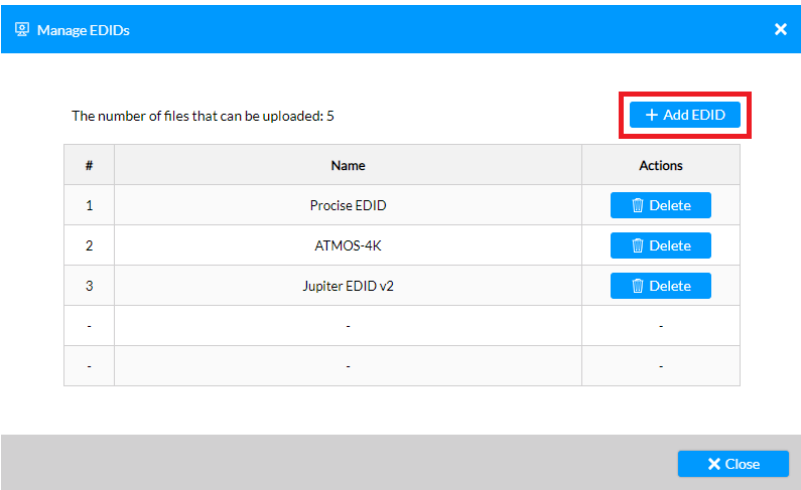 Manage EDIDs
The number of files that can be uploaded: 5
+ Add EDID
# Name Actions
1 Procise EDID Delete
2 ATMOS-4K Delete
3 Jupiter EDID v2 Delete
- - -
- - -
Close